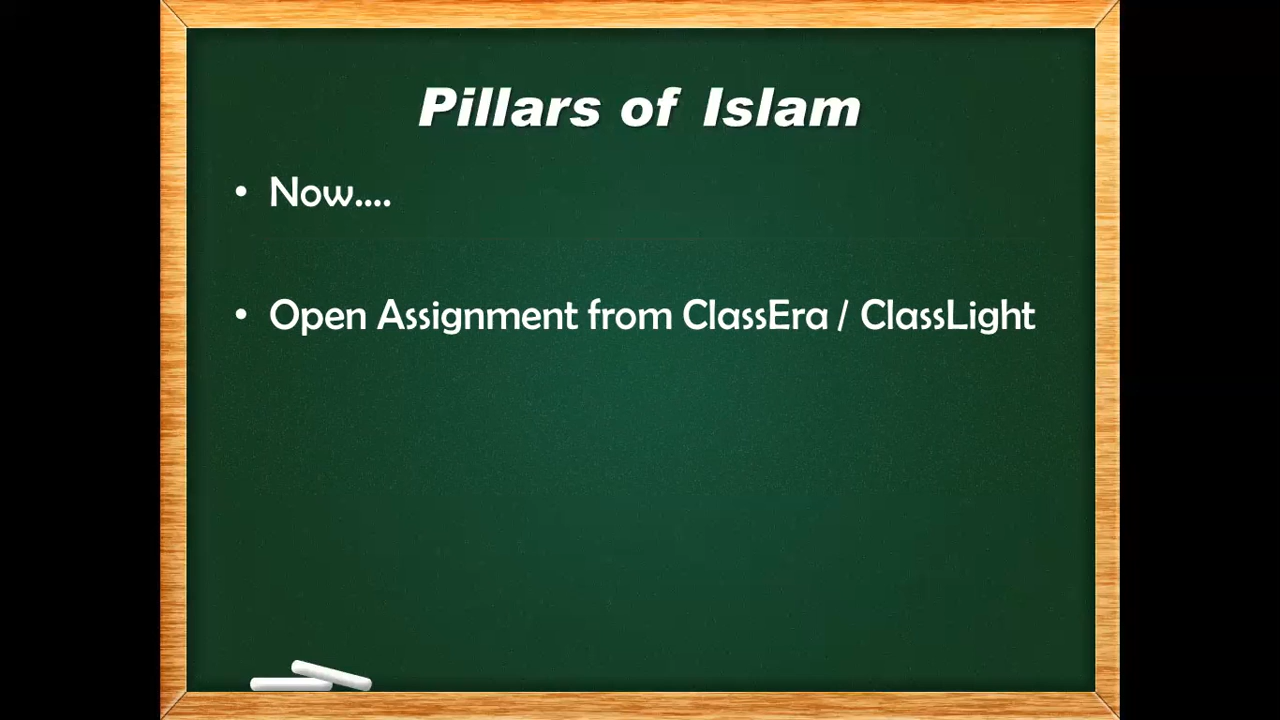 Pillars of Islam
• Now....
• Open Assignment from ClassEra / ClassLight